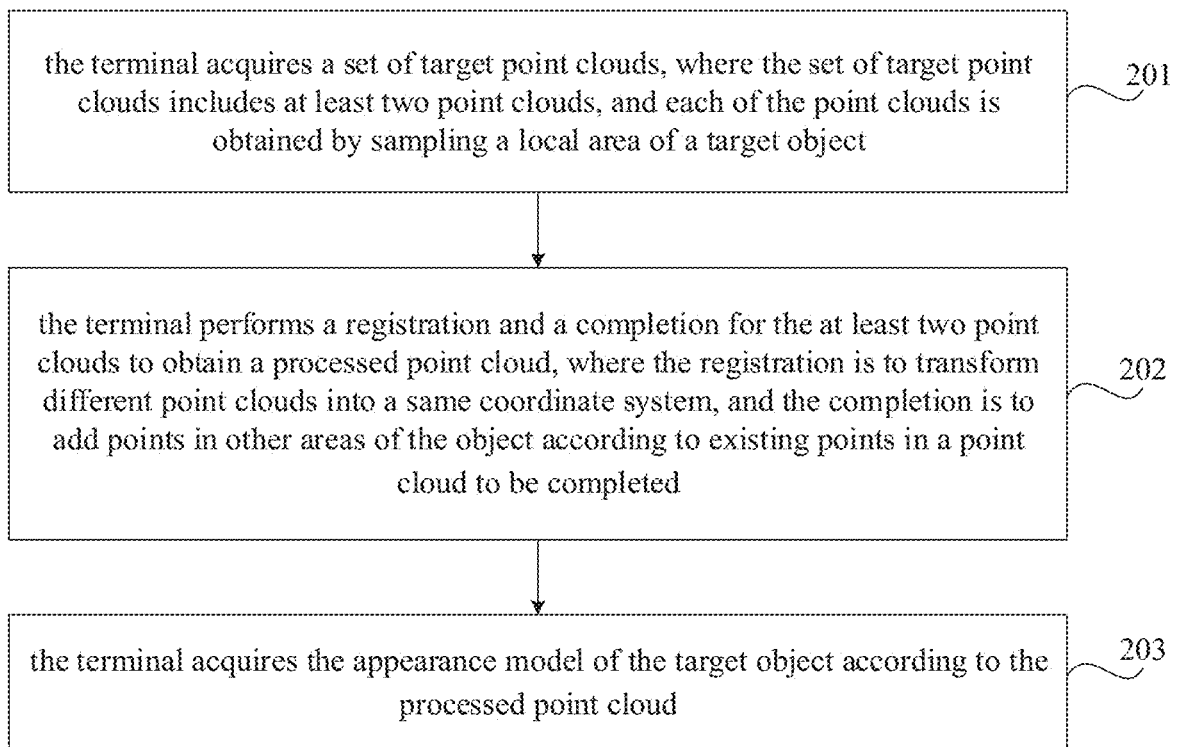 the terminal acquires a set of target point clouds, where the set of target point
clouds includes at least two point clouds, and each of the point clouds is
obtained by sampling a local area of a target object
201
the terminal performs a registration and a completion for the at least two point
clouds to obtain a processed point cloud, where the registration is to transform
different point clouds into a same coordinate system, and the completion is to
add points in other areas of the object according to existing points in a point
cloud to be completed
202
the terminal acquires the appearance model of the target object according to the
processed point cloud
203